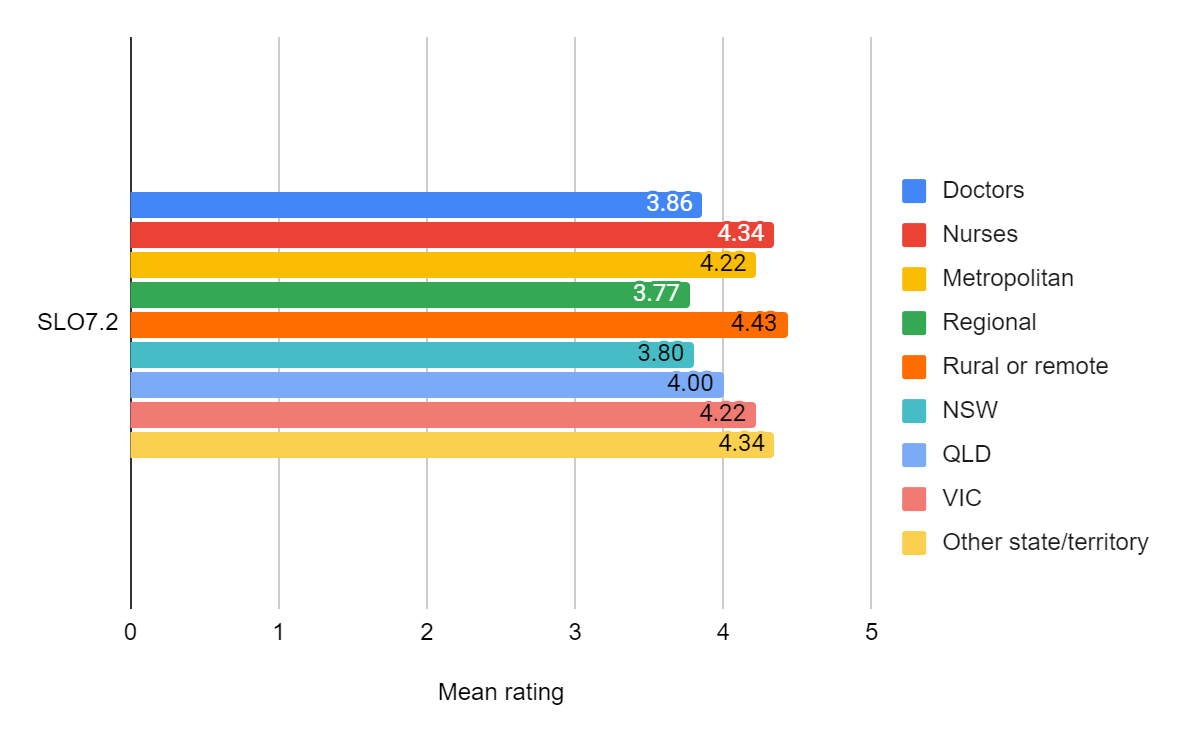 SLO7.2
3.86
4.34
4.22
3.77
4.43
3.80
4.00
4.22
4.34
0 1 2 3 4 5
Mean rating
Doctors
Nurses
Metropolitan
Regional
Rural or remote
NSW
QLD
VIC
Other state/territory